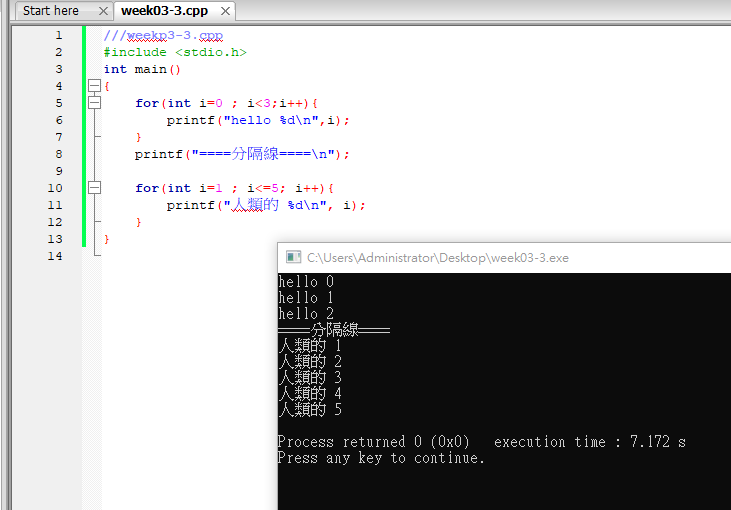 Start here week03-3.cpp
1 ///weekp3-3.cpp
2 #include <stdio.h>
3 int main()
4 {
5 for(int i=0 ; i<3;i++){
6 printf("hello %d\n",i);
7 }
8 printf("====分隔線====\n");
9
10 for(int i=1 ; i<=5; i++){
11 printf("人類的 %d\n", i);
12 }
13 }
14
C:\Users\Administrator\Desktop\week03-3.exe
hello 0
hello 1
hello 2
====分隔線====
人類的 1
人類的 2
人類的 3
人類的 4
人類的 5
Process returned 0 (0x0) execution time : 7.172 s
Press any key to continue.